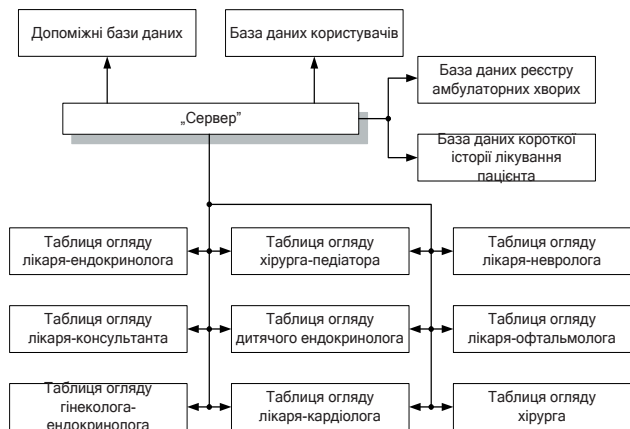 Допоміжні бази даних
База даних користувачів
База даних реєстру
амбулаторних хворих
„Сервер”
База даних короткої
історії лікування
пацієнта
Таблиця огляду
лікаря-ендокринолога
Таблиця огляду
хірурга-педіатора
Таблиця огляду
лікаря-невролога
Таблиця огляду
лікаря-консультанта
Таблиця огляду
дитячого ендокринолога
Таблиця огляду
лікаря-офтальмолога
Таблиця огляду
гінеколога-
ендокринолога
Таблиця огляду
лікаря-кардіолога
Таблиця огляду
хірурга